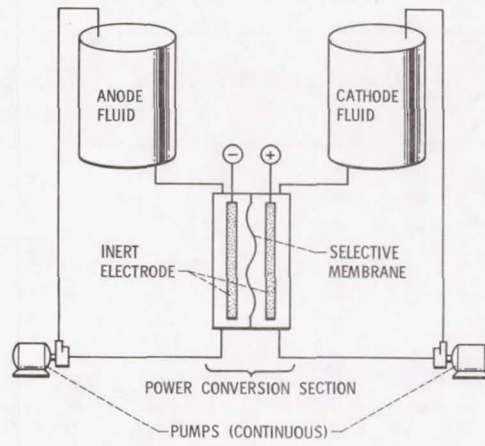 ANODE
FLUID
CATHODE
FLUID
−
+
INERT
ELECTRODE
SELECTIVE
MEMBRANE
POWER CONVERSION SECTION
PUMPS (CONTINUOUS)